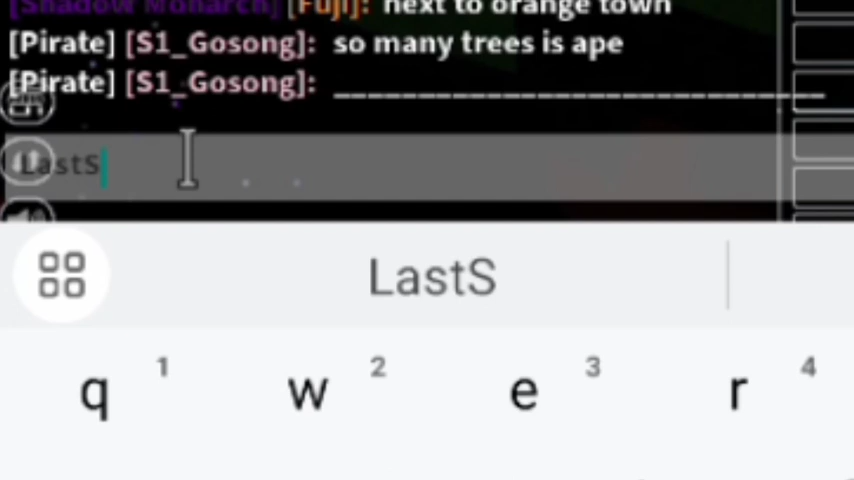 [Shadow Monarch] [Fuji]: next to orange town
[Pirate] [S1_Gosong]: so many trees is ape
[Pirate] [S1_Gosong]: ____________________________
LastS
LastS
q 1 w 2 e 3 r 4